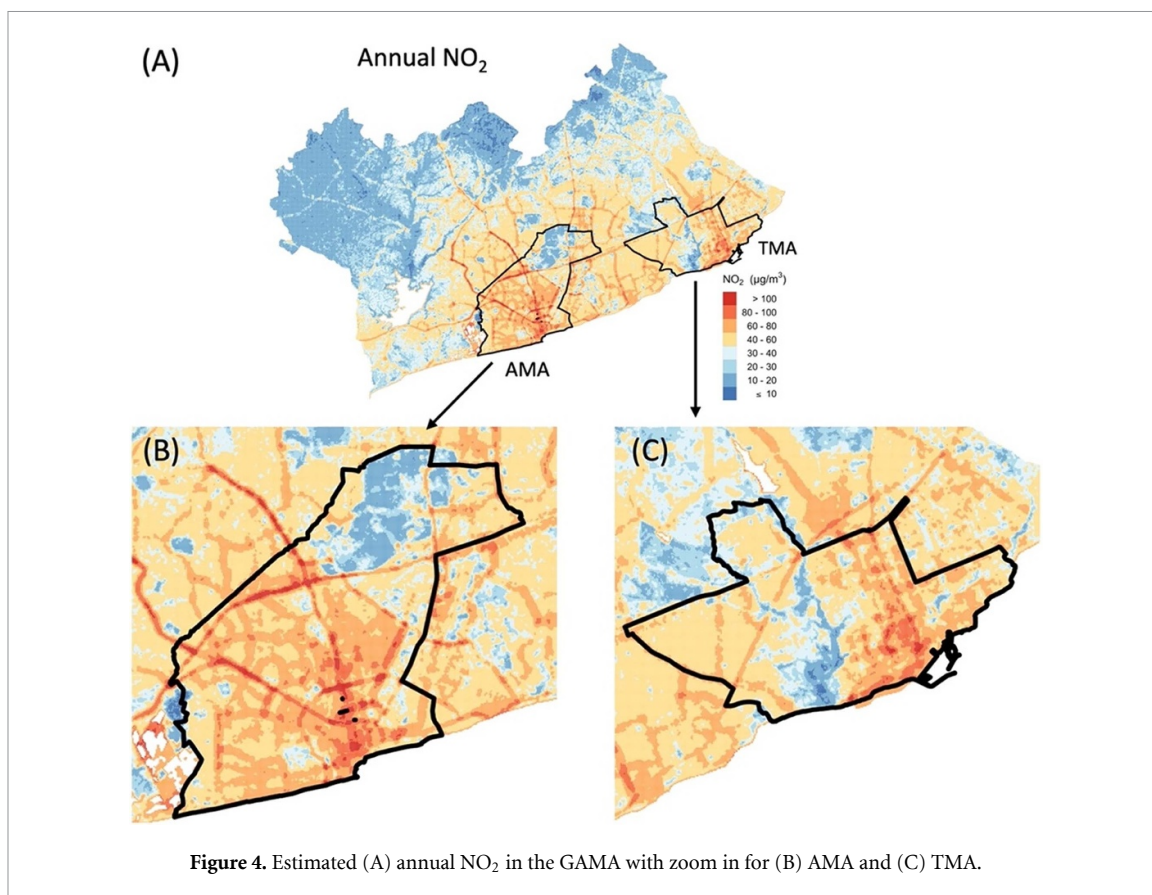 (A)
Annual NO₂
TMA
NO₂ (µg/m³)
> 100
80 - 100
60 - 80
40 - 60
30 - 40
20 - 30
10 - 20
≤ 10
AMA
(B)
(C)
Figure 4. Estimated (A) annual NO₂ in the GAMA with zoom in for (B) AMA and (C) TMA.